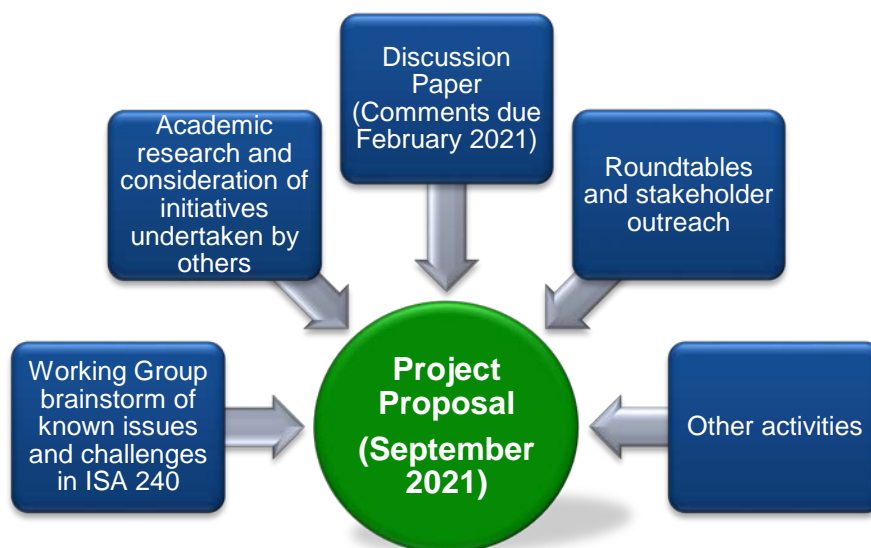 Discussion
Paper
(Comments due
February 2021)
Academic
research and
consideration of
initiatives
undertaken by
others
Roundtables
and stakeholder
outreach
Working Group
brainstorm of
known issues
and challenges
in ISA 240
Project
Proposal
(September
2021)
Other activities